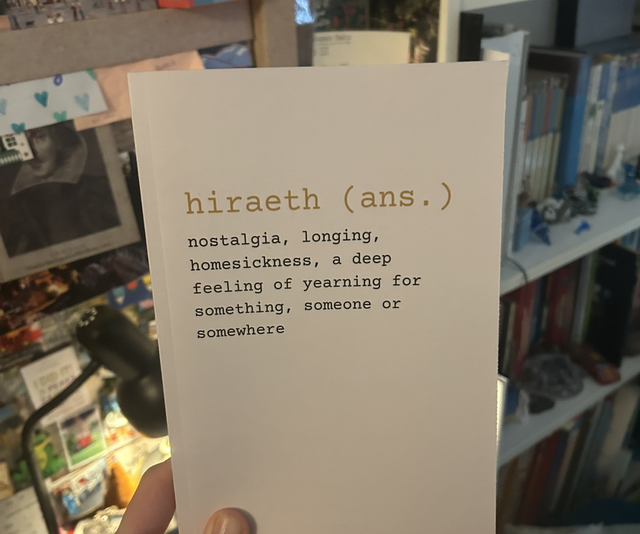 hiraeth (ans.)
nostalgia, longing,
homesickness, a deep
feeling of yearning for
something, someone or
somewhere